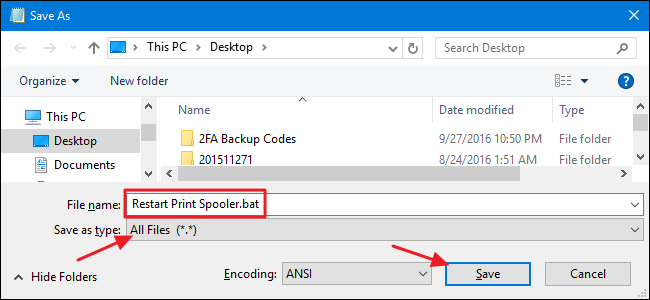 Save As
This PC > Desktop >
Search Desktop
Organize
New folder
?
This PC
Desktop
Documents
Name
Date modified
Type
2FA Backup Codes 9/27/2016 10:50 PM File folder
201511271 8/24/2016 1:51 AM File folder
File name: Restart Print Spooler.bat
Save as type: All Files (*.*)
Hide Folders
Encoding: ANSI
Save
Cancel